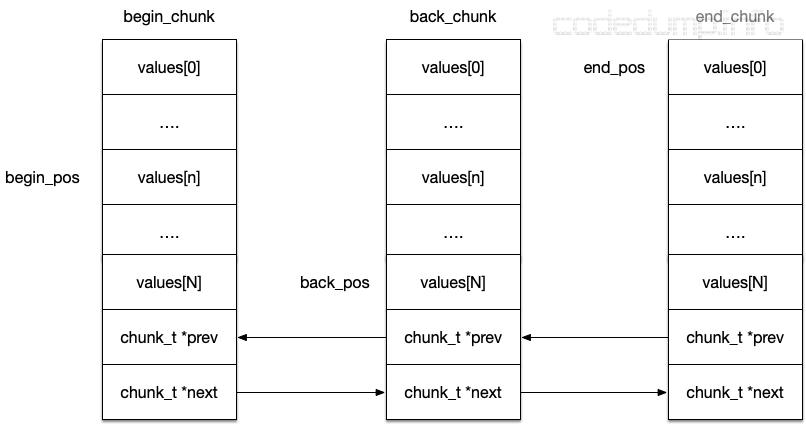 codedump.info
begin_chunk back_chunk end_chunk
values[0] values[0] end_pos values[0]
.... .... ....
begin_pos values[n] values[n] values[n]
.... .... ....
values[N] back_pos values[N] values[N]
chunk_t *prev chunk_t *prev chunk_t *prev
chunk_t *next chunk_t *next chunk_t *next